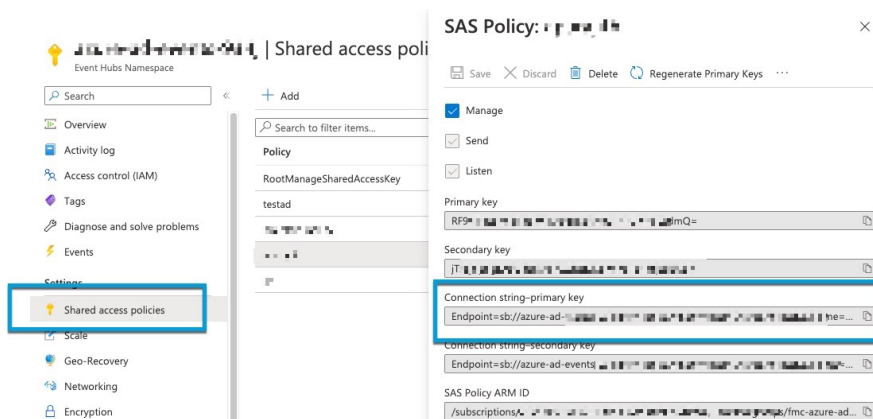 | Shared access poli
Event Hubs Namespace
Search
«
Overview
Activity log
Access control (IAM)
Tags
Diagnose and solve problems
Events
Settings
Shared access policies
Scale
Geo-Recovery
Networking
Encryption
+ Add
Search to filter items...
Policy
RootManageSharedAccessKey
testad
SAS Policy:
Save Discard Delete Regenerate Primary Keys ...
Manage
Send
Listen
Primary key
RF9 mQ=
Secondary key
jT
Connection string–primary key
Endpoint=sb://azure-ad- me=...
Connection string–secondary key
Endpoint=sb://azure-ad-events =...
SAS Policy ARM ID
/subscriptions/ /fmc-azure-ad...